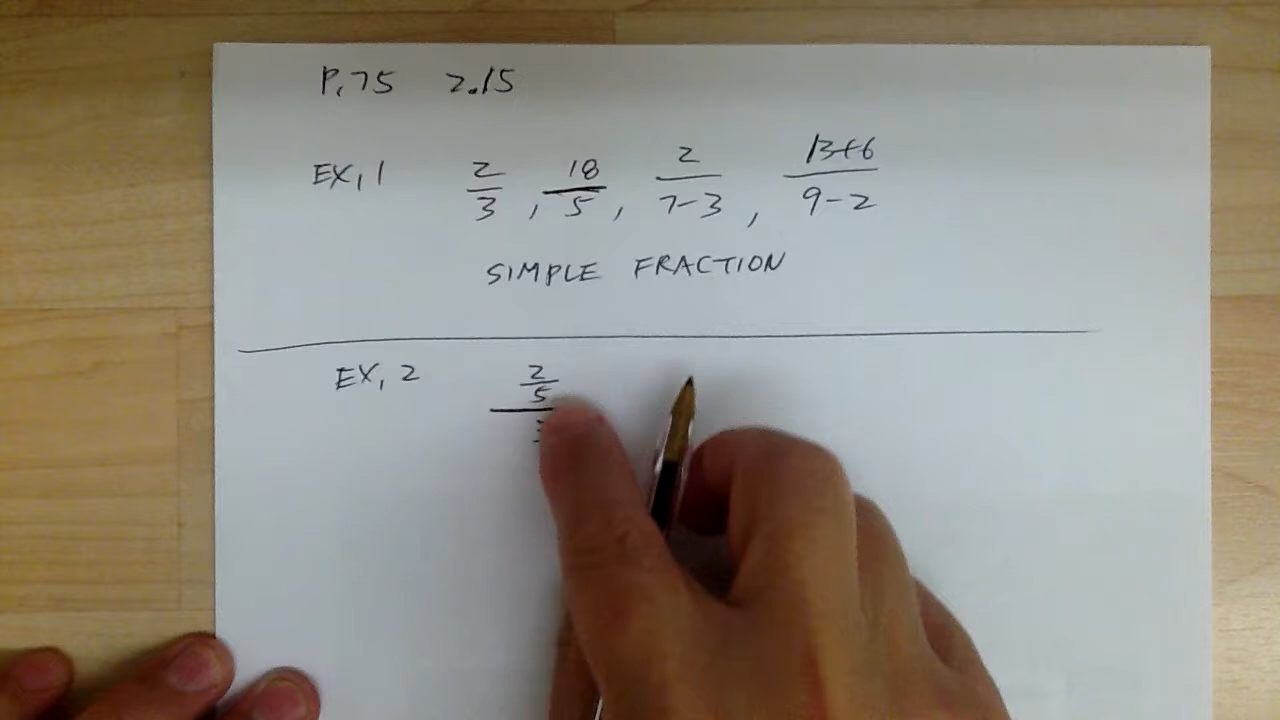 P.75 2.15
EX.1 2/3 , 18/5 , 2/7-3 , 13+6/9-2
SIMPLE FRACTION
EX.2 2/5